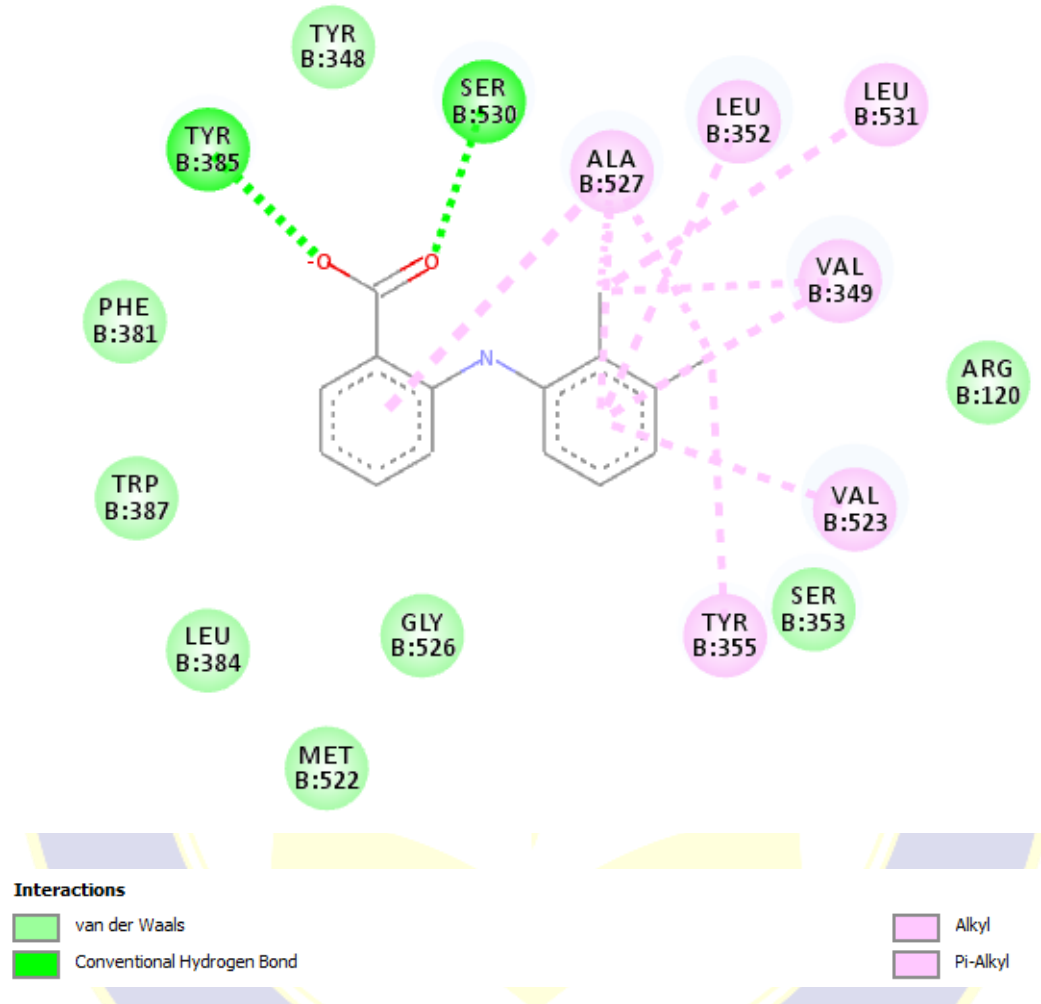 TYR
B:348
SER
B:530
TYR
B:385
LEU
B:352
LEU
B:531
ALA
B:527
-O
O
VAL
B:349
PHE
B:381
N
ARG
B:120
TRP
B:387
VAL
B:523
SER
B:353
LEU
B:384
GLY
B:526
TYR
B:355
MET
B:522
Interactions
van der Waals
Conventional Hydrogen Bond
Alkyl
Pi-Alkyl